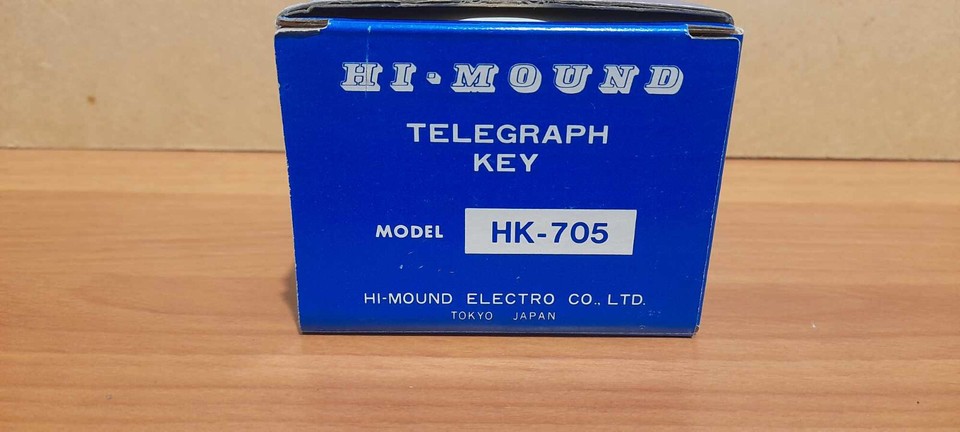 HI-MOUND
TELEGRAPH
KEY
MODEL HK-705
HI-MOUND ELECTRO CO., LTD.
TOKYO JAPAN